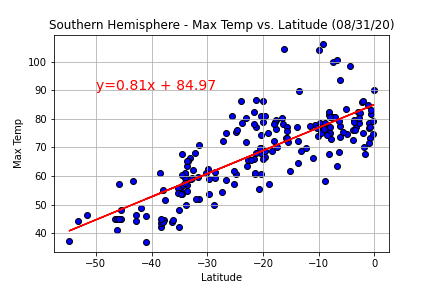 Southern Hemisphere - Max Temp vs. Latitude (08/31/20)
100
90
80
70
60
50
40
Max Temp
y=0.81x + 84.97
−50 −40 −30 −20 −10 0
Latitude